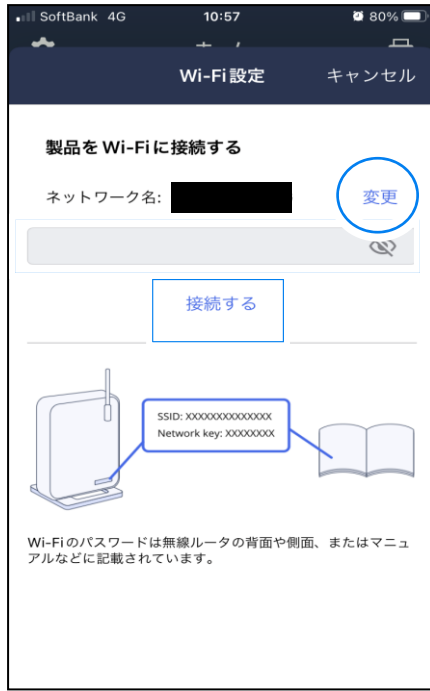 SoftBank 4G 10:57 80%
Wi-Fi設定 キャンセル
製品をWi-Fiに接続する
ネットワーク名: 変更
接続する
SSID: XXXXXXXXXXXXXX
Network key: XXXXXXXX
Wi-Fiのパスワードは無線ルータの背面や側面、またはマニュ
アルなどに記載されています。